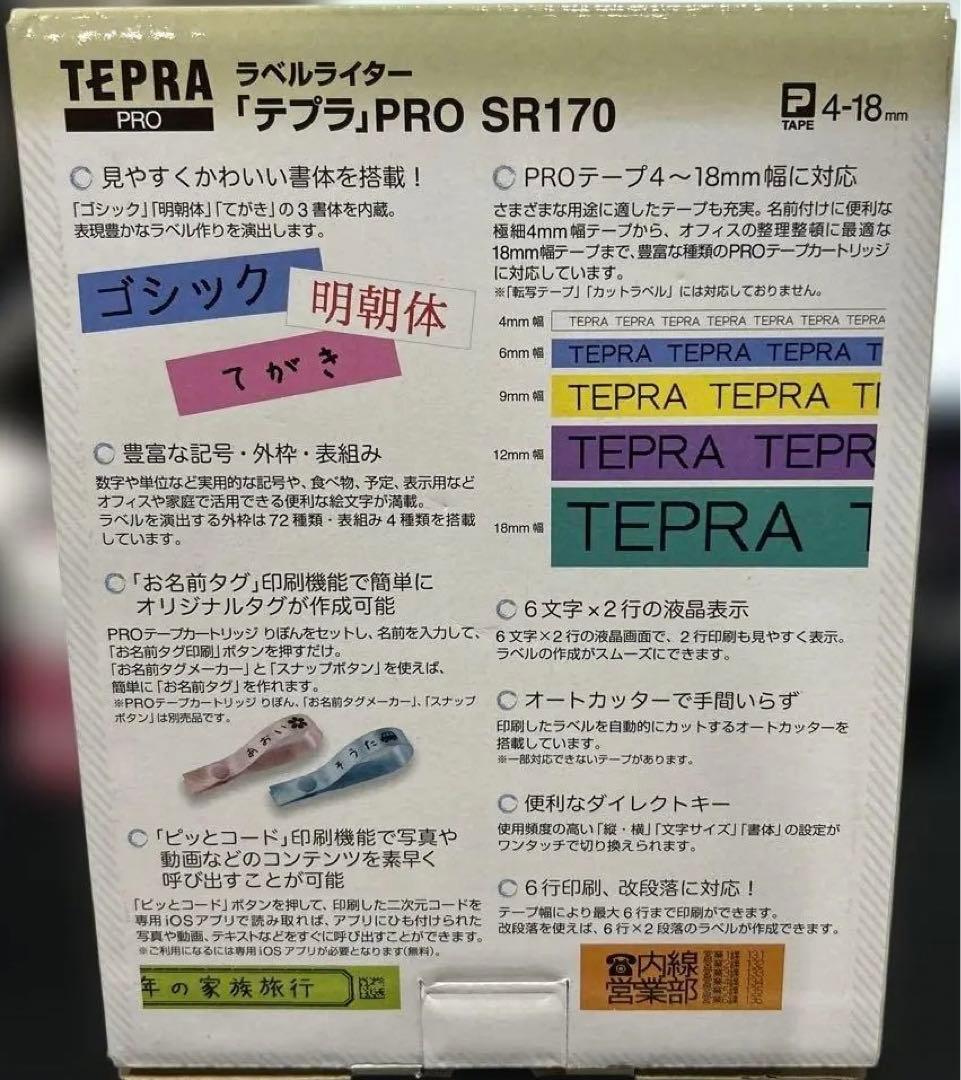 TEPRA
PRO
ラベルライター
「テプラ」PRO SR170
TAPE
4-18mm
見やすくかわいい書体を搭載！
「ゴシック」「明朝体」「てがき」の3書体を内蔵。
表現豊かなラベル作りを演出します。
ゴシック
明朝体
てがき
豊富な記号・外枠・表組み
数字や単位など実用的な記号や、食べ物、予定、表示用など
オフィスや家庭で活用できる便利な絵文字が満載。
ラベルを演出する外枠は72種類・表組み4種類を搭載
しています。
「お名前タグ」印刷機能で簡単に
オリジナルタグが作成可能
PROテープカートリッジ りぼんをセットし、名前を入力して、
「お名前タグ印刷」ボタンを押すだけ。
「お名前タグメーカー」と「スナップボタン」を使えば、
簡単に「お名前タグ」を作れます。
※PROテープカートリッジ りぼん、「お名前タグメーカー」、「スナップ
ボタン」は別売品です。
あおい
そうた
「ピッとコード」印刷機能で写真や
動画などのコンテンツを素早く
呼び出すことが可能
「ピッとコード」ボタンを押して、印刷した二次元コードを
専用iOSアプリで読み取れば、アプリにひも付けられた
写真や動画、テキストなどをすぐに呼び出すことができます。
※ご利用になるには専用iOSアプリが必要となります(無料)。
年の家族旅行
PROテープ4〜18mm幅に対応
さまざまな用途に適したテープも充実。名前付けに便利な
極細4mm幅テープから、オフィスの整理整頓に最適な
18mm幅テープまで、豊富な種類のPROテープカートリッジ
に対応しています。
※「転写テープ」「カットラベル」には対応しておりません。
4mm幅 TEPRA TEPRA TEPRA TEPRA TEPRA TEPRA TEPRA
6mm幅 TEPRA TEPRA TEPRA T
9mm幅 TEPRA TEPRA TE
12mm幅 TEPRA TEPR
18mm幅 TEPRA T
6文字×2行の液晶表示
6文字×2行の液晶画面で、2行印刷も見やすく表示。
ラベルの作成がスムーズにできます。
オートカッターで手間いらず
印刷したラベルを自動的にカットするオートカッターを
搭載しています。
※一部対応できないテープがあります。
便利なダイレクトキー
使用頻度の高い「縦・横」「文字サイズ」「書体」の設定が
ワンタッチで切り換えられます。
6行印刷、改段落に対応！
テープ幅により最大6行まで印刷ができます。
改段落を使えば、6行×2段落のラベルが作成できます。
☎内線
営業部